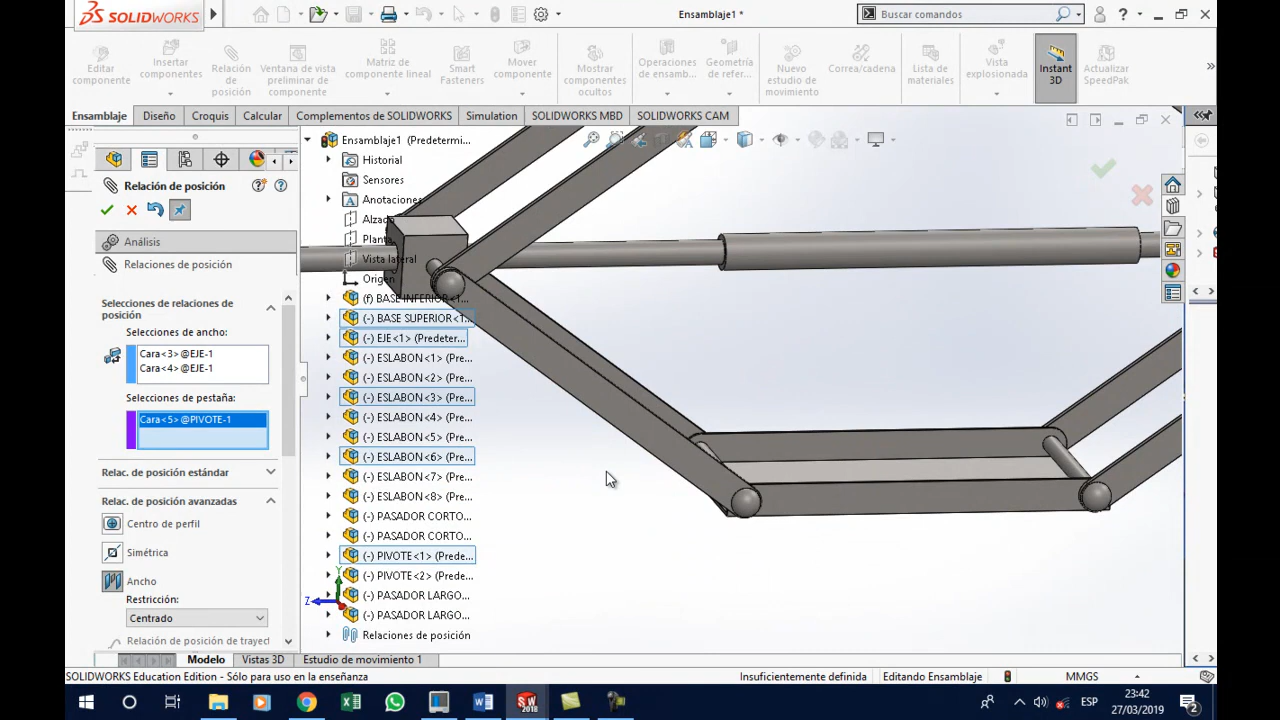 SOLIDWORKS
Ensamblaje1 *
Buscar comandos
Editar componente
Insertar componentes
Relación de posición
Ventana de vista preliminar de componente
Matriz de componente lineal
Smart Fasteners
Mover componente
Mostrar componentes ocultos
Operaciones de ensamb...
Geometría de refer...
Nuevo estudio de movimiento
Correa/cadena
Lista de materiales
Vista explosionada
Instant 3D
Actualizar SpeedPak
Ensamblaje
Diseño
Croquis
Calcular
Complementos de SOLIDWORKS
Simulation
SOLIDWORKS MBD
SOLIDWORKS CAM
Relación de posición
Análisis
Relaciones de posición
Selecciones de relaciones de posición
Selecciones de ancho:
Cara<3>@EJE-1
Cara<4>@EJE-1
Selecciones de pestaña:
Cara<5>@PIVOTE-1
Relac. de posición estándar
Relac. de posición avanzadas
Centro de perfil
Simétrica
Ancho
Restricción:
Centrado
Relación de posición de trayect
Ensamblaje1 (Predetermi...
Historial
Sensores
Anotaciones
Alzado
Planta
Vista lateral
Origen
(f) BASE INFERIOR<1...
(-) BASE SUPERIOR<1...
(-) EJE<1> (Predeter...
(-) ESLABON<1> (Pre...
(-) ESLABON<2> (Pre...
(-) ESLABON<3> (Pre...
(-) ESLABON<4> (Pre...
(-) ESLABON<5> (Pre...
(-) ESLABON<6> (Pre...
(-) ESLABON<7> (Pre...
(-) ESLABON<8> (Pre...
(-) PASADOR CORTO...
(-) PASADOR CORTO...
(-) PIVOTE<1> (Prede...
(-) PIVOTE<2> (Prede...
(-) PASADOR LARGO...
(-) PASADOR LARGO...
Relaciones de posición
Y
Z
Modelo
Vistas 3D
Estudio de movimiento 1
SOLIDWORKS Education Edition - Sólo para uso en la enseñanza
Insuficientemente definida
Editando Ensamblaje
MMGS
ESP
23:42
27/03/2019
2